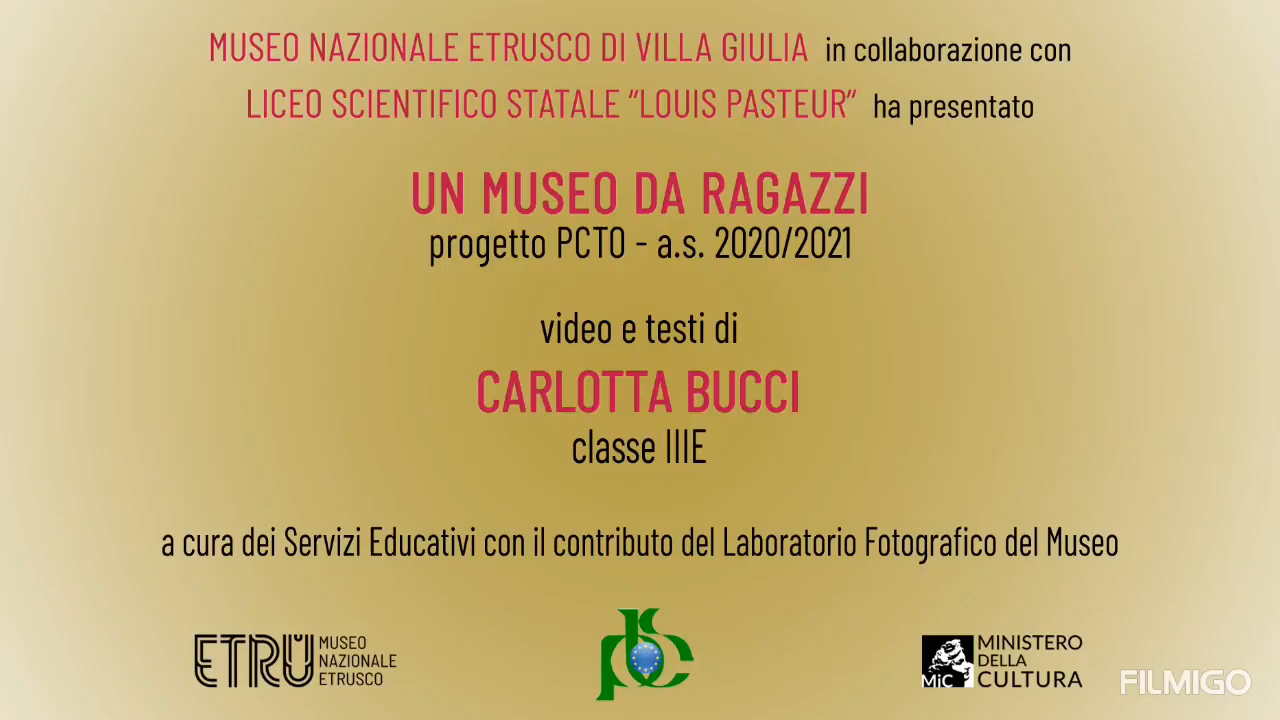 MUSEO NAZIONALE ETRUSCO DI VILLA GIULIA in collaborazione con
LICEO SCIENTIFICO STATALE “LOUIS PASTEUR” ha presentato
UN MUSEO DA RAGAZZI
progetto PCTO - a.s. 2020/2021
video e testi di
CARLOTTA BUCCI
classe IIIE
a cura dei Servizi Educativi con il contributo del Laboratorio Fotografico del Museo
ETRU MUSEO
NAZIONALE
ETRUSCO
MiC MINISTERO
DELLA
CULTURA
FILMIGO